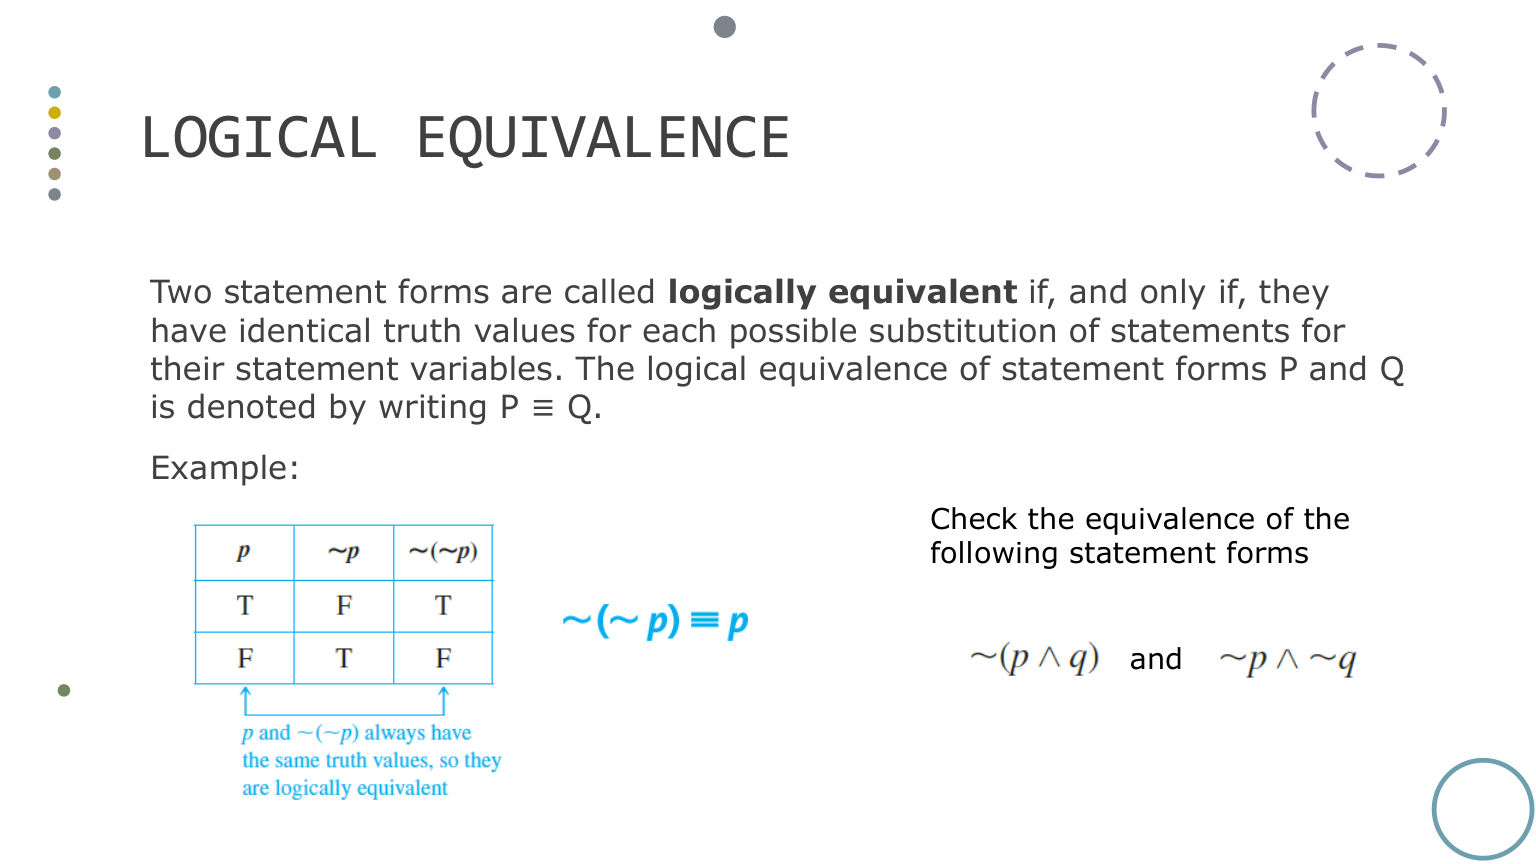 LOGICAL EQUIVALENCE
Two statement forms are called logically equivalent if, and only if, they
have identical truth values for each possible substitution of statements for
their statement variables. The logical equivalence of statement forms P and Q
is denoted by writing P ≡ Q.
Example:
p ~p ~(~p)
T F T
F T F
p and ~(~p) always have
the same truth values, so they
are logically equivalent
~(~ p) ≡ p
Check the equivalence of the
following statement forms
~(p ∧ q) and ~p ∧ ~q